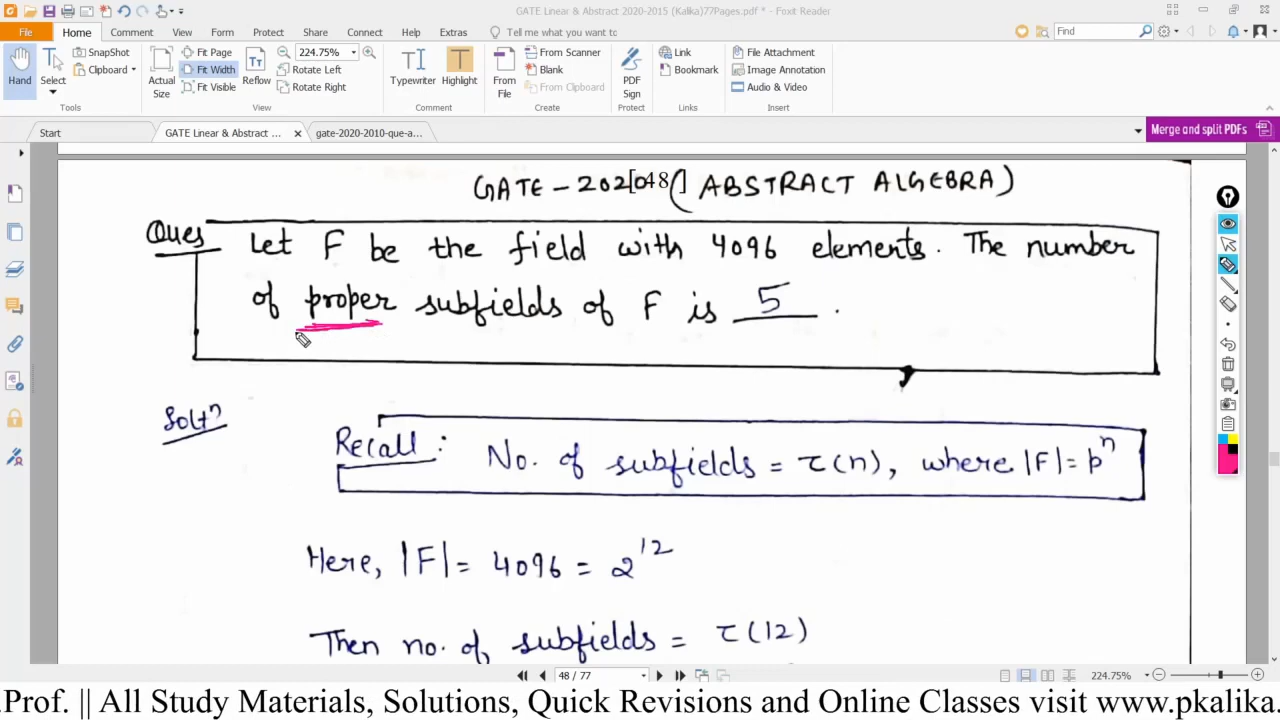 GATE Linear & Abstract 2020-2015 (Kalika)77Pages.pdf * - Foxit Reader
File Home Comment View Form Protect Share Connect Help Extras Tell me what you want to Find
Hand Select SnapShot Clipboard Actual Size Fit Page Fit Width Fit Visible Reflow 224.75% Rotate Left Rotate Right Typewriter Highlight From File From Scanner Blank From Clipboard PDF Sign Link Bookmark File Attachment Image Annotation Audio & Video
Tools View Comment Create Protect Links Insert
Start GATE Linear & Abstract ... gate-2020-2010-que-a... Merge and split PDFs
GATE - 2020 [ 48 ] ( ABSTRACT ALGEBRA )
Ques Let F be the field with 4096 elements. The number
of proper subfields of F is 5 .
Soltn
Recall : No. of subfields = τ(n), where |F| = p^n
Here, |F| = 4096 = 2^12
Then no. of subfields = τ(12)
48 / 77 224.75%
.Prof. || All Study Materials, Solutions, Quick Revisions and Online Classes visit www.pkalika.